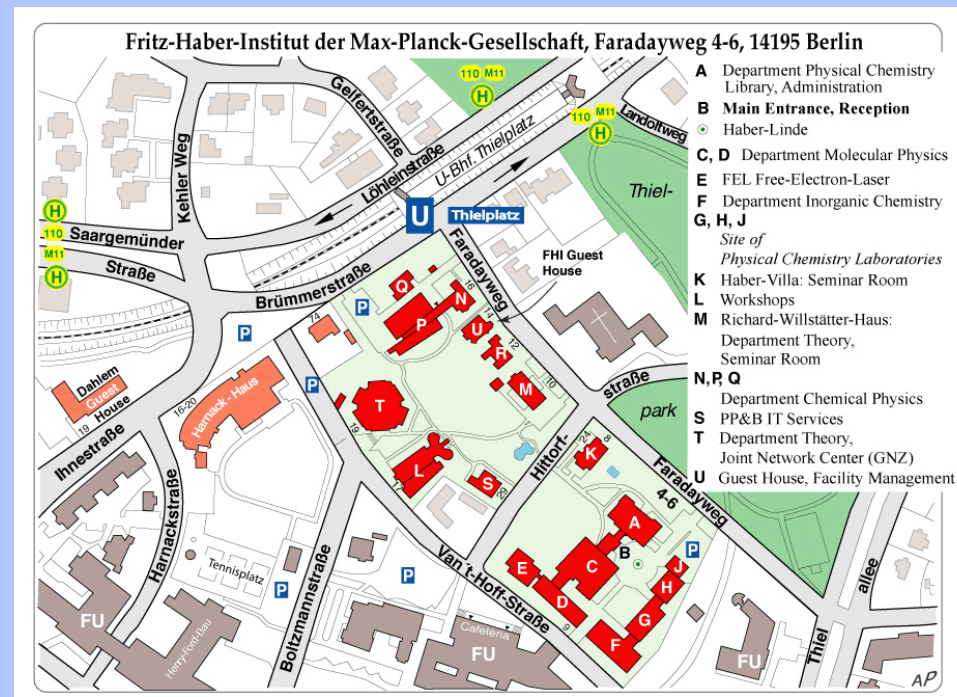 Fritz-Haber-Institut der Max-Planck-Gesellschaft, Faradayweg 4-6, 14195 Berlin
A Department Physical Chemistry
Library, Administration
B Main Entrance, Reception
Haber-Linde
C, D Department Molecular Physics
E FEL Free-Electron-Laser
F Department Inorganic Chemistry
G, H, J
Site of
Physical Chemistry Laboratories
K Haber-Villa: Seminar Room
L Workshops
M Richard-Willstätter-Haus:
Department Theory,
Seminar Room
N, P, Q
Department Chemical Physics
S PP&B IT Services
T Department Theory,
Joint Network Center (GNZ)
U Guest House, Facility Management
110 M11
H
110 M11
H
Gelfertstraße
Kehler Weg
Löhleinstraße
U-Bhf. Thielplatz
Landoltweg
Thiel-
H
110
M11
H
Saargemünder
Straße
U
Thielplatz
Brümmerstraße
Faradayweg
FHI Guest
House
P
P
P
Q
N
16
P
14
U
12
R
74
M
10
straße
park
Dahlem
Guest
House
19
16-20
Harnack-Haus
T
19
Ihnestraße
Harnackstraße
Hittorf-
L
17
S
23
24
8
K
4-6
Faradayweg
A
B
P
C
J
H
E
D
G
9
F
Van't-Hoff-Straße
Tennisplatz
P
P
Boltzmannstraße
FU
Henry-Ford-Bau
Cafeteria
FU
FU
Thiel
allee
AP